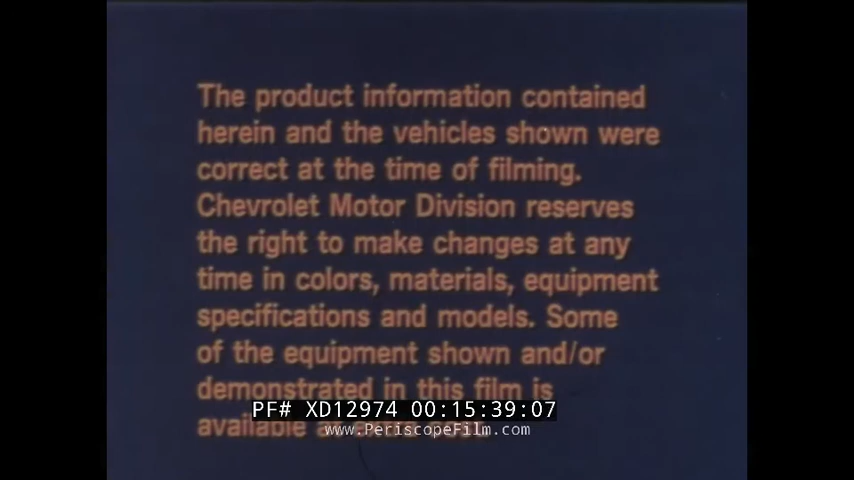 The product information contained
herein and the vehicles shown were
correct at the time of filming.
Chevrolet Motor Division reserves
the right to make changes at any
time in colors, materials, equipment
specifications and models. Some
of the equipment shown and/or
demonstrated in this film is
PF# XD12974 00:15:39:07
available
www.PeriscopeFilm.com